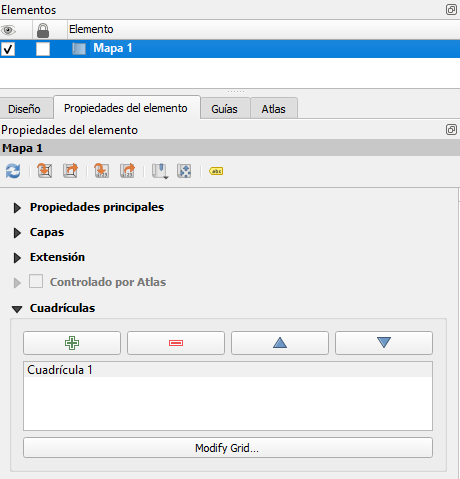 Elementos
Elemento
Mapa 1
Diseño Propiedades del elemento Guías Atlas
Propiedades del elemento
Mapa 1
abc
Propiedades principales
Capas
Extensión
Controlado por Atlas
Cuadrículas
Cuadrícula 1
Modify Grid...